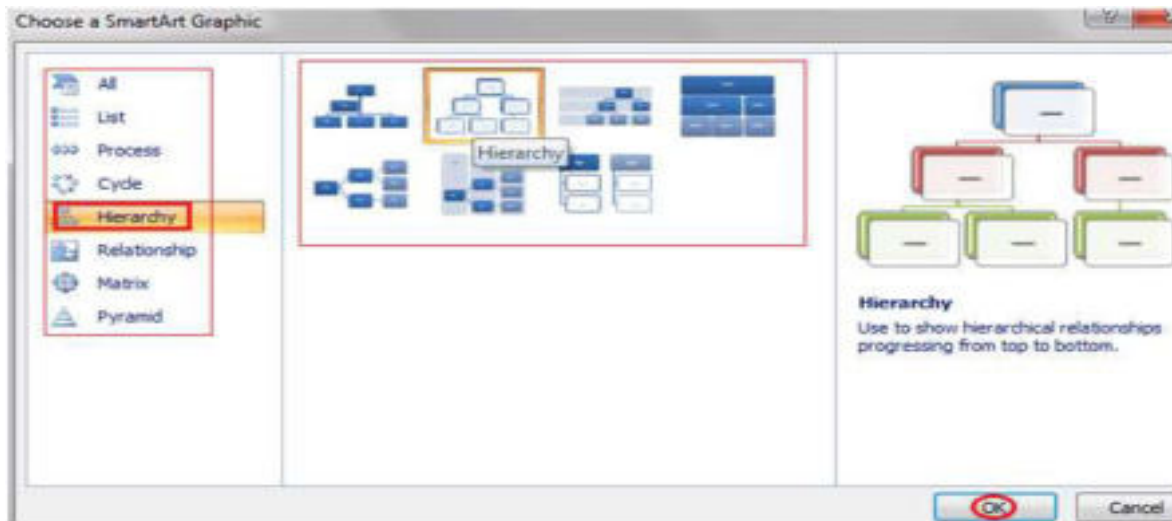 Choose a SmartArt Graphic
All
List
Process
Cycle
Hierarchy
Relationship
Matrix
Pyramid
Hierarchy
Hierarchy
Use to show hierarchical relationships
progressing from top to bottom.
OK
Cancel